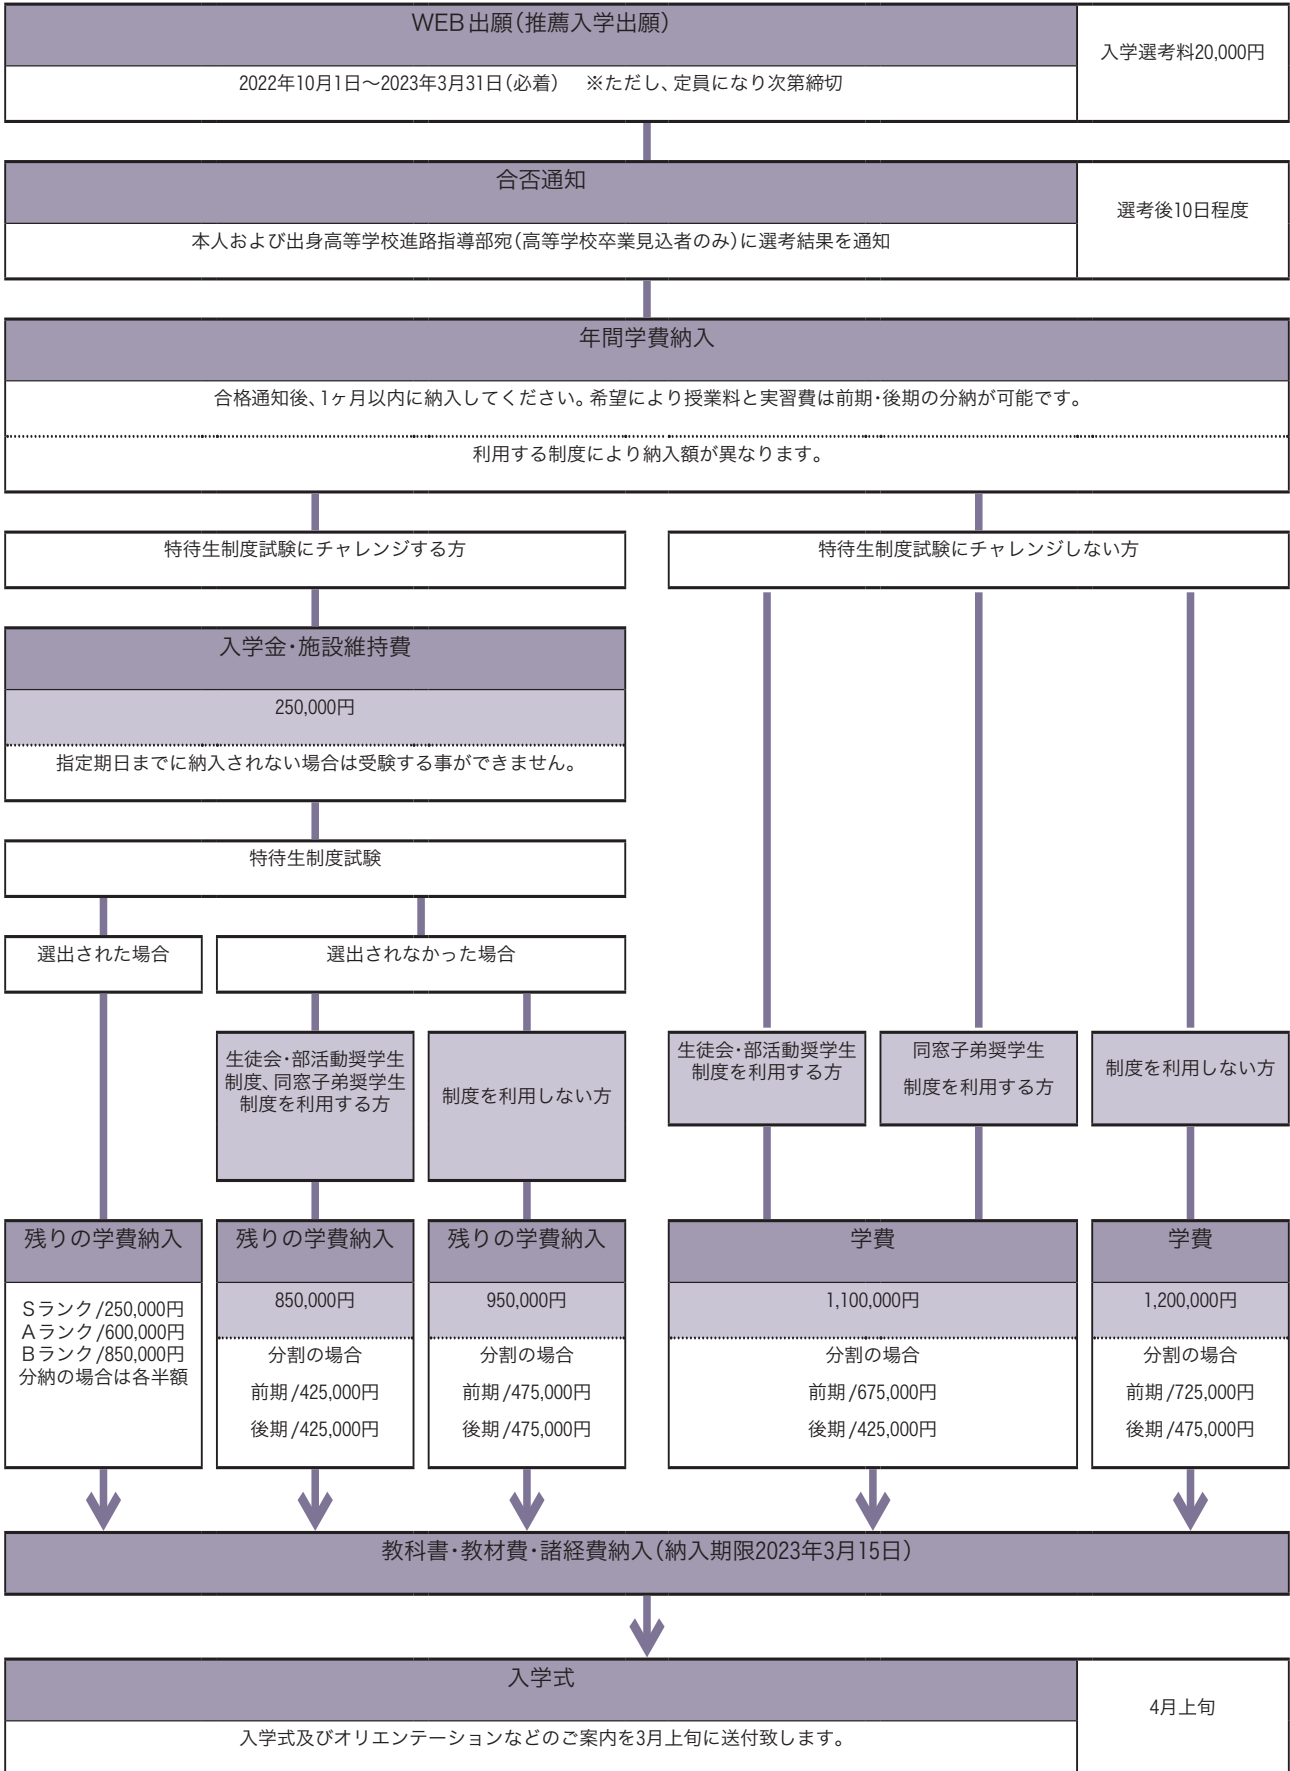 WEB出願(推薦入学出願)
入学選考料20,000円
2022年10月1日〜2023年3月31日(必着)　※ただし、定員になり次第締切
合否通知
選考後10日程度
本人および出身高等学校進路指導部宛(高等学校卒業見込者のみ)に選考結果を通知
年間学費納入
合格通知後、1ヶ月以内に納入してください。希望により授業料と実習費は前期・後期の分納が可能です。
利用する制度により納入額が異なります。
特待生制度試験にチャレンジする方
特待生制度試験にチャレンジしない方
入学金・施設維持費
250,000円
指定期日までに納入されない場合は受験する事ができません。
特待生制度試験
選出された場合
選出されなかった場合
生徒会・部活動奨学生
制度、同窓子弟奨学生
制度を利用する方
制度を利用しない方
生徒会・部活動奨学生
制度を利用する方
同窓子弟奨学生
制度を利用する方
制度を利用しない方
残りの学費納入
Sランク/250,000円
Aランク/600,000円
Bランク/850,000円
分納の場合は各半額
残りの学費納入
850,000円
分割の場合
前期/425,000円
後期/425,000円
残りの学費納入
950,000円
分割の場合
前期/475,000円
後期/475,000円
学費
1,100,000円
分割の場合
前期/675,000円
後期/425,000円
学費
1,200,000円
分割の場合
前期/725,000円
後期/475,000円
教科書・教材費・諸経費納入(納入期限2023年3月15日)
入学式
4月上旬
入学式及びオリエンテーションなどのご案内を3月上旬に送付致します。